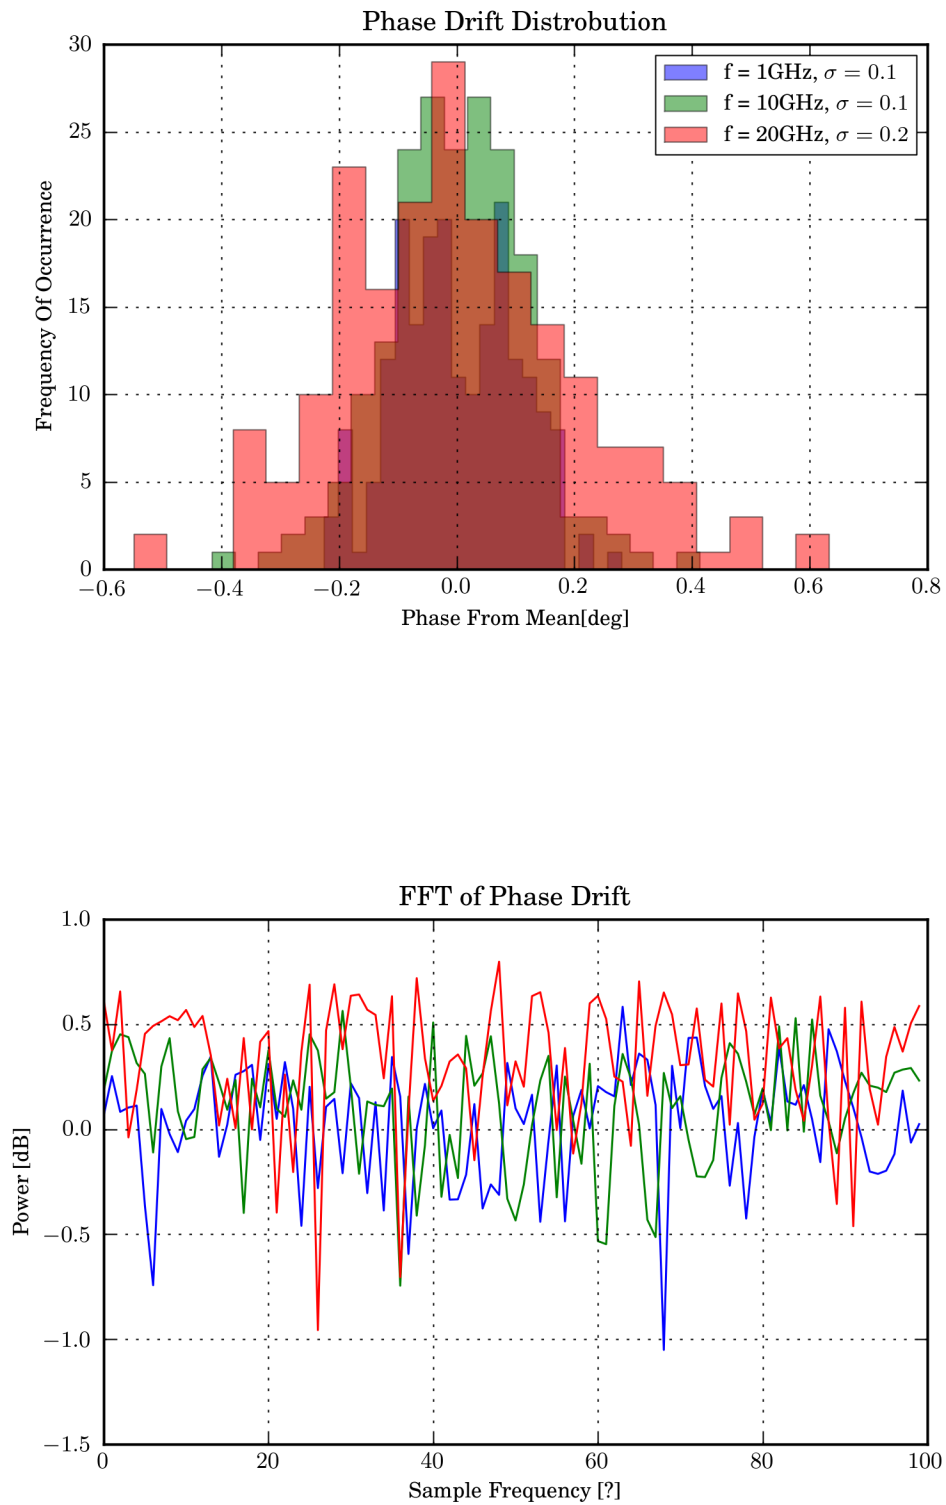 Phase Drift Distrobution
30
25
20
15
10
5
0
Frequency Of Occurrence
f = 1GHz, σ = 0.1
f = 10GHz, σ = 0.1
f = 20GHz, σ = 0.2
−0.6 −0.4 −0.2 0.0 0.2 0.4 0.6 0.8
Phase From Mean[deg]
FFT of Phase Drift
1.0
0.5
0.0
−0.5
−1.0
−1.5
Power [dB]
0 20 40 60 80 100
Sample Frequency [?]